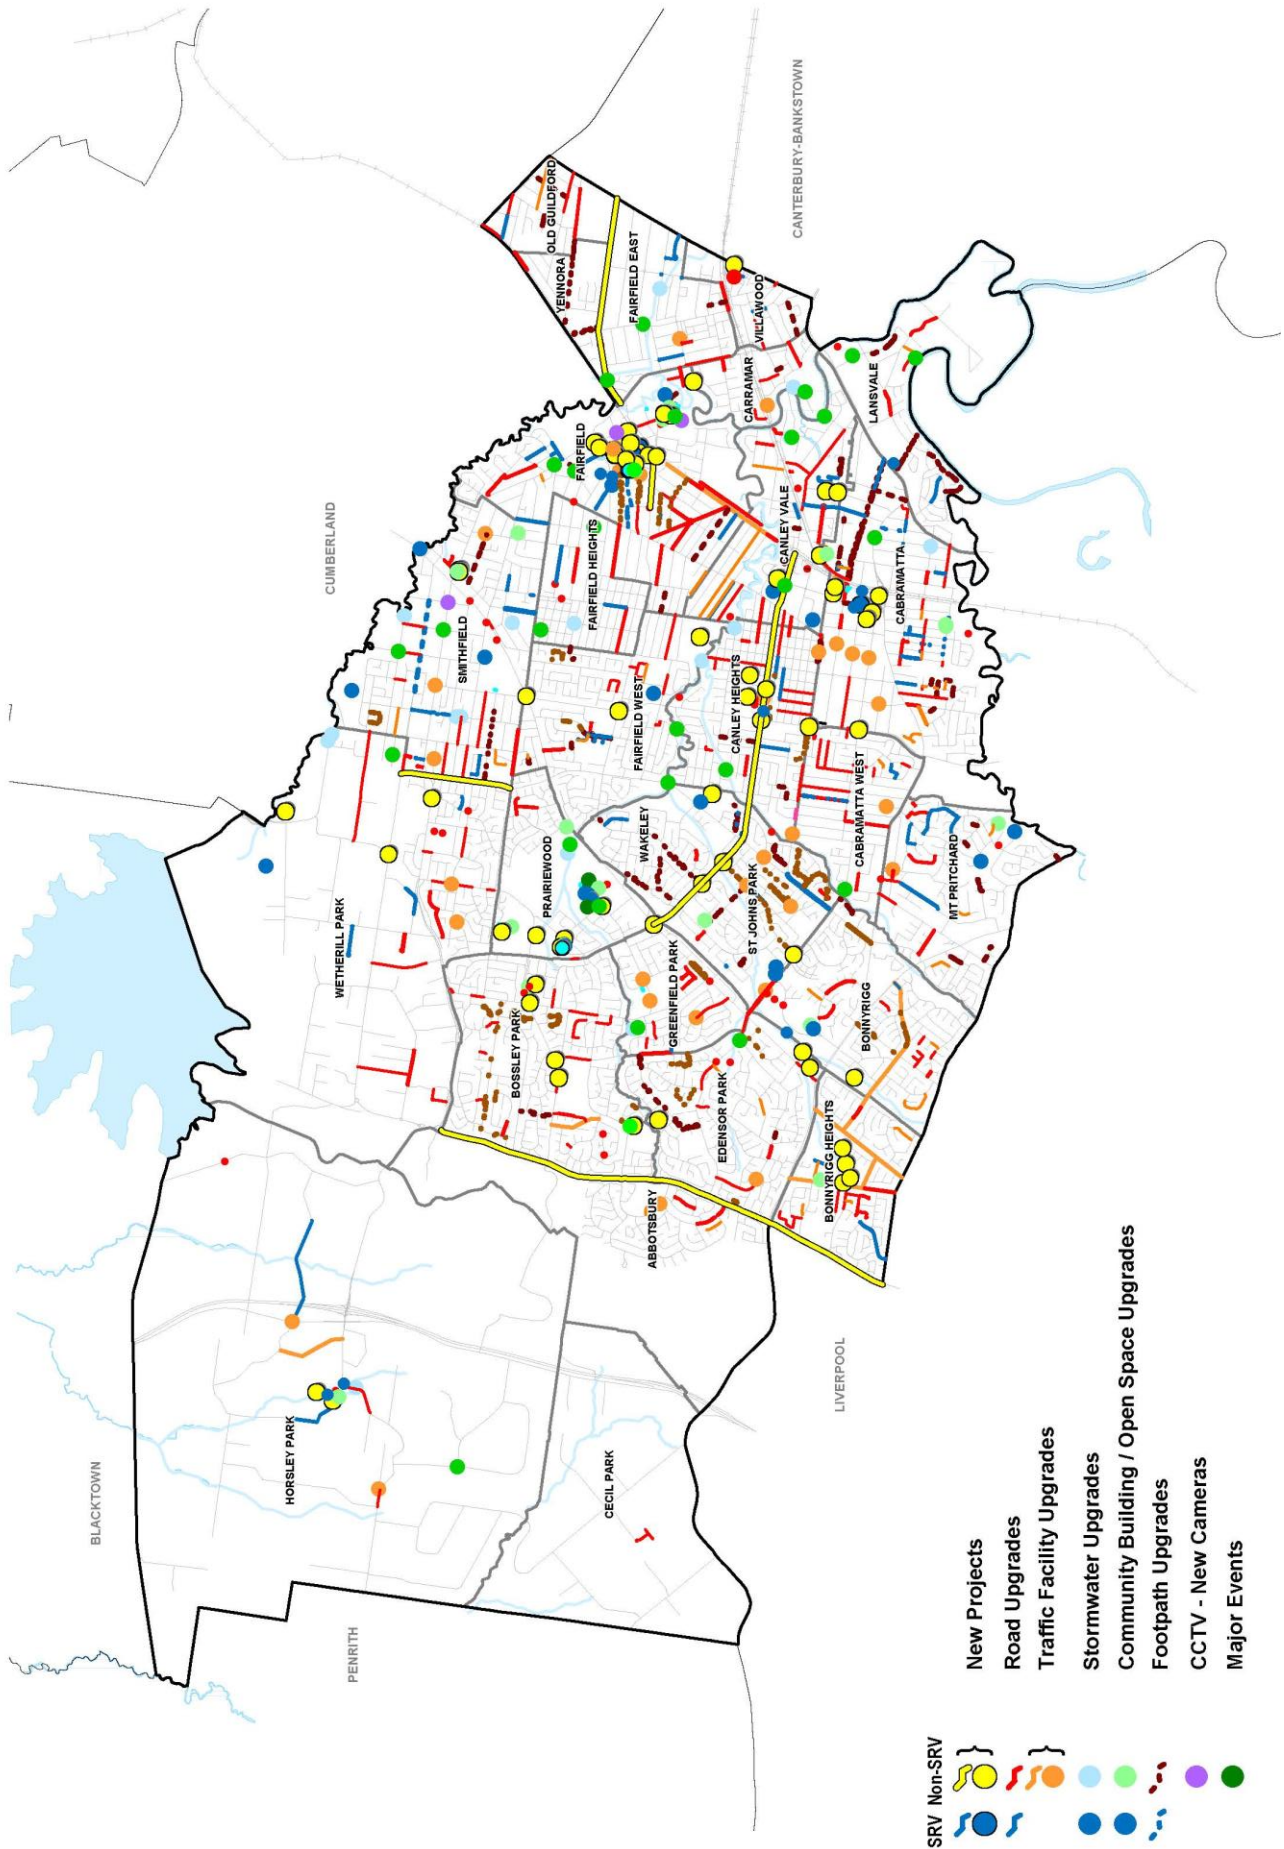 BLACKTOWN
PENRITH
CUMBERLAND
LIVERPOOL
CANTERBURY-BANKSTOWN
HORSLEY PARK
CECIL PARK
WETHERILL PARK
SMITHFIELD
FAIRFIELD
FAIRFIELD HEIGHTS
FAIRFIELD WEST
YENNORA
OLD GUILDFORD
FAIRFIELD EAST
VILLAWOOD
CARRAMAR
LANSVALE
CANLEY VALE
CANLEY HEIGHTS
CABRAMATTA
CABRAMATTA WEST
MT PRITCHARD
PRAIRIEWOOD
WAKELEY
ST JOHNS PARK
GREENFIELD PARK
BOSSLEY PARK
EDENSOR PARK
ABBOTSBURY
BONNYRIGG
BONNYRIGG HEIGHTS
SRV Non-SRV
New Projects
Road Upgrades
Traffic Facility Upgrades
Stormwater Upgrades
Community Building / Open Space Upgrades
Footpath Upgrades
CCTV - New Cameras
Major Events